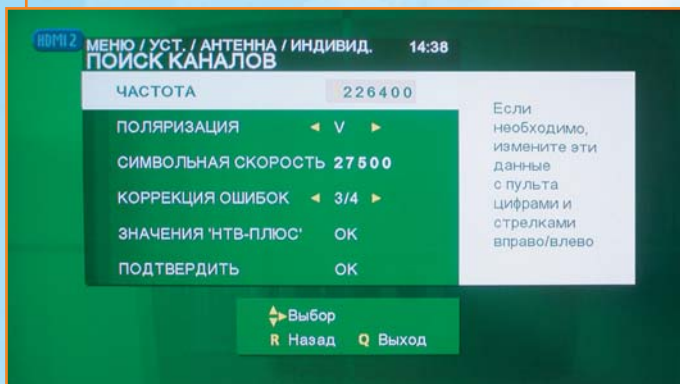 HDMI 2
МЕНЮ / УСТ. / АНТЕННА / ИНДИВИД. 14:38
ПОИСК КАНАЛОВ
ЧАСТОТА 226400
ПОЛЯРИЗАЦИЯ ◄ V ►
СИМВОЛЬНАЯ СКОРОСТЬ 27500
КОРРЕКЦИЯ ОШИБОК ◄ 3/4 ►
ЗНАЧЕНИЯ 'НТВ-ПЛЮС' OK
ПОДТВЕРДИТЬ OK
Если
необходимо,
измените эти
данные
с пульта
цифрами и
стрелками
вправо/влево
Выбор
R Назад Q Выход